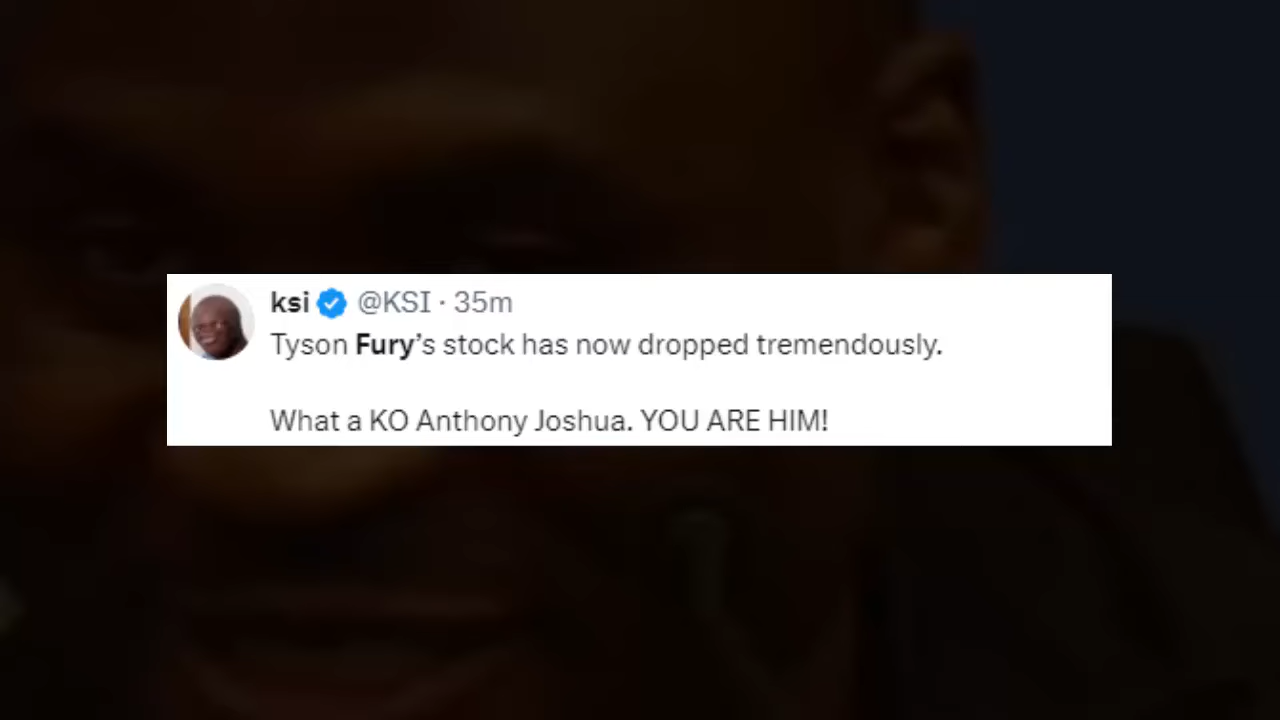 ksi @KSI · 35m
Tyson Fury’s stock has now dropped tremendously.
What a KO Anthony Joshua. YOU ARE HIM!